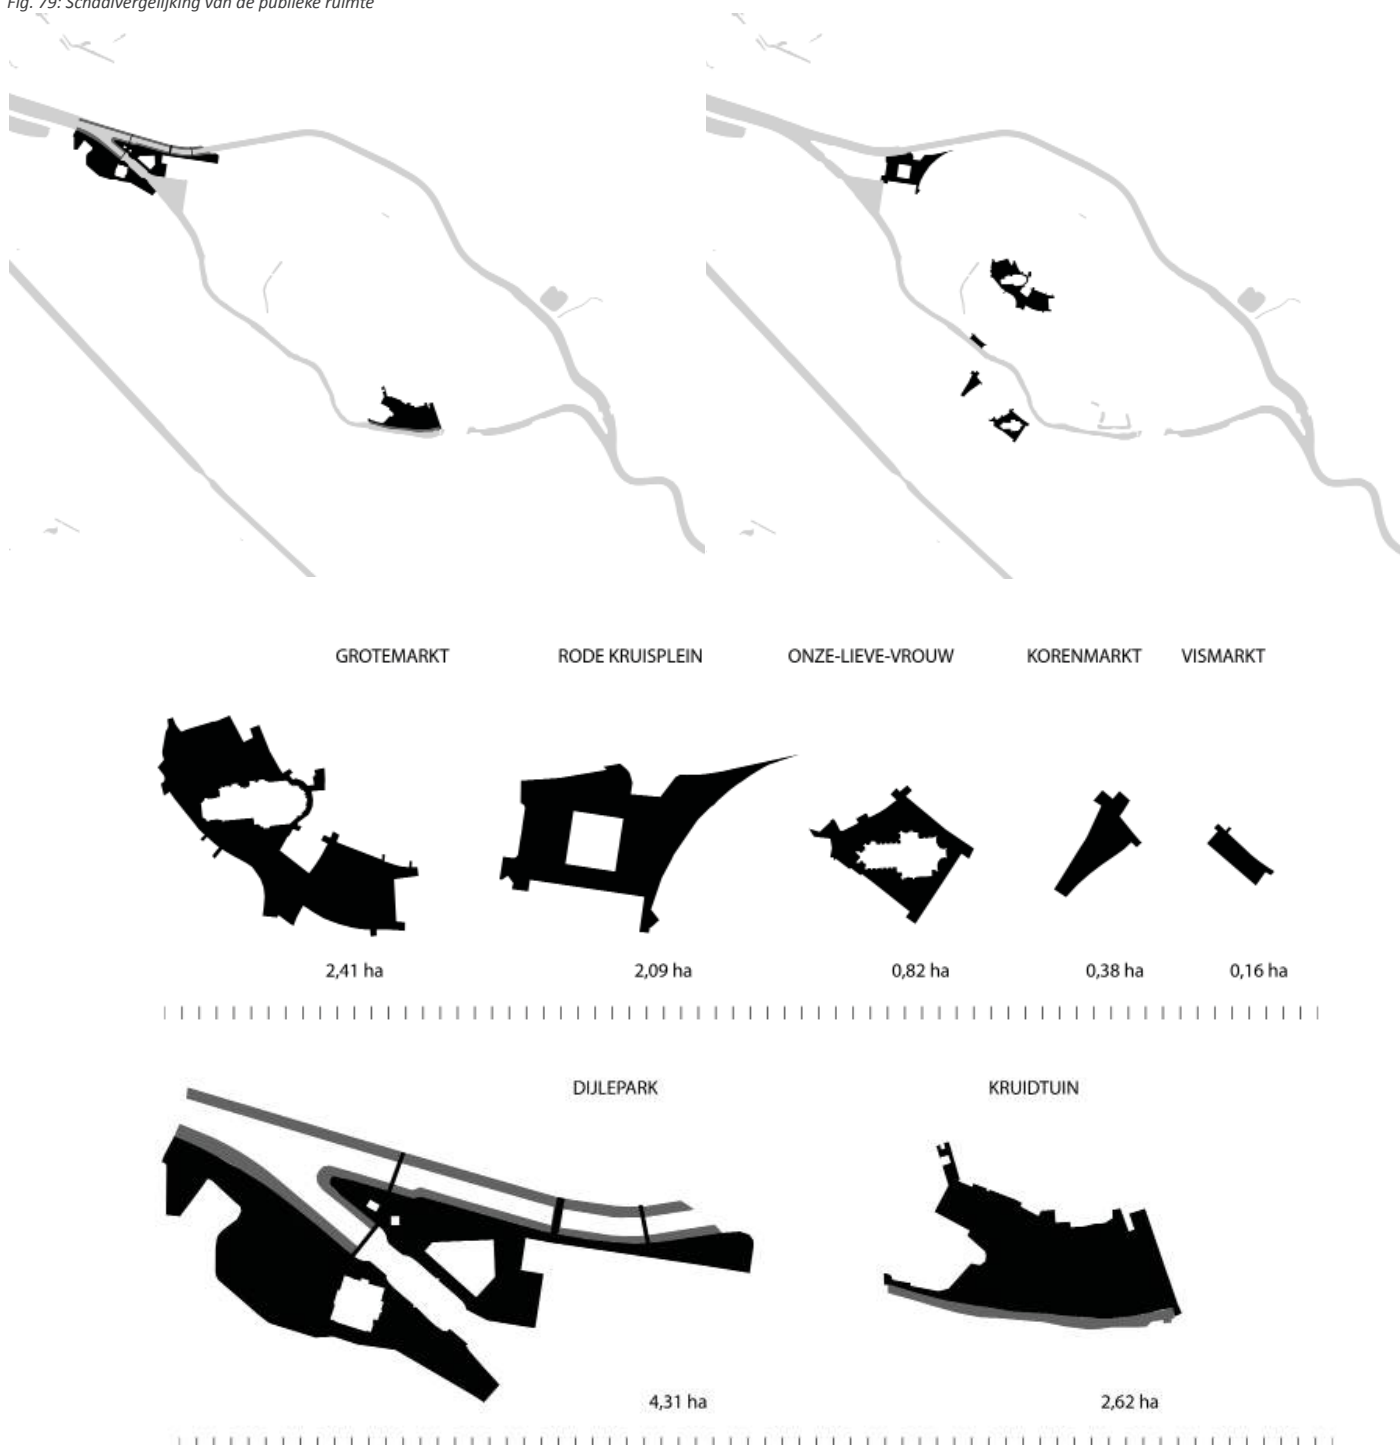 Fig. 79: Schaalvergelijking van de publieke ruimte
GROTEMARKT RODE KRUISPLEIN ONZE-LIEVE-VROUW KORENMARKT VISMARKT
2,41 ha 2,09 ha 0,82 ha 0,38 ha 0,16 ha
DIJLEPARK KRUIDTUIN
4,31 ha 2,62 ha